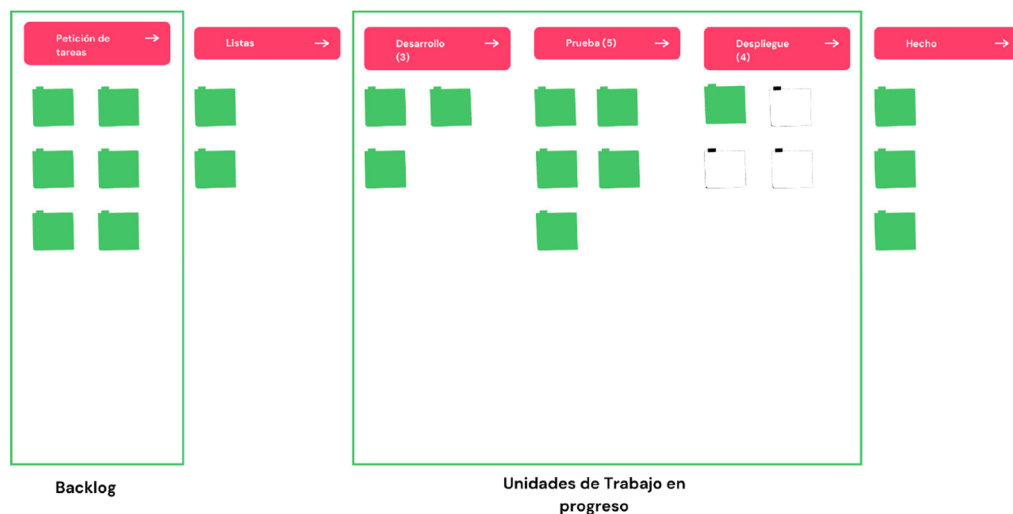 Petición de
tareas
Listas
Desarrollo
(3)
Prueba (5)
Despliegue
(4)
Hecho
Backlog
Unidades de Trabajo en
progreso